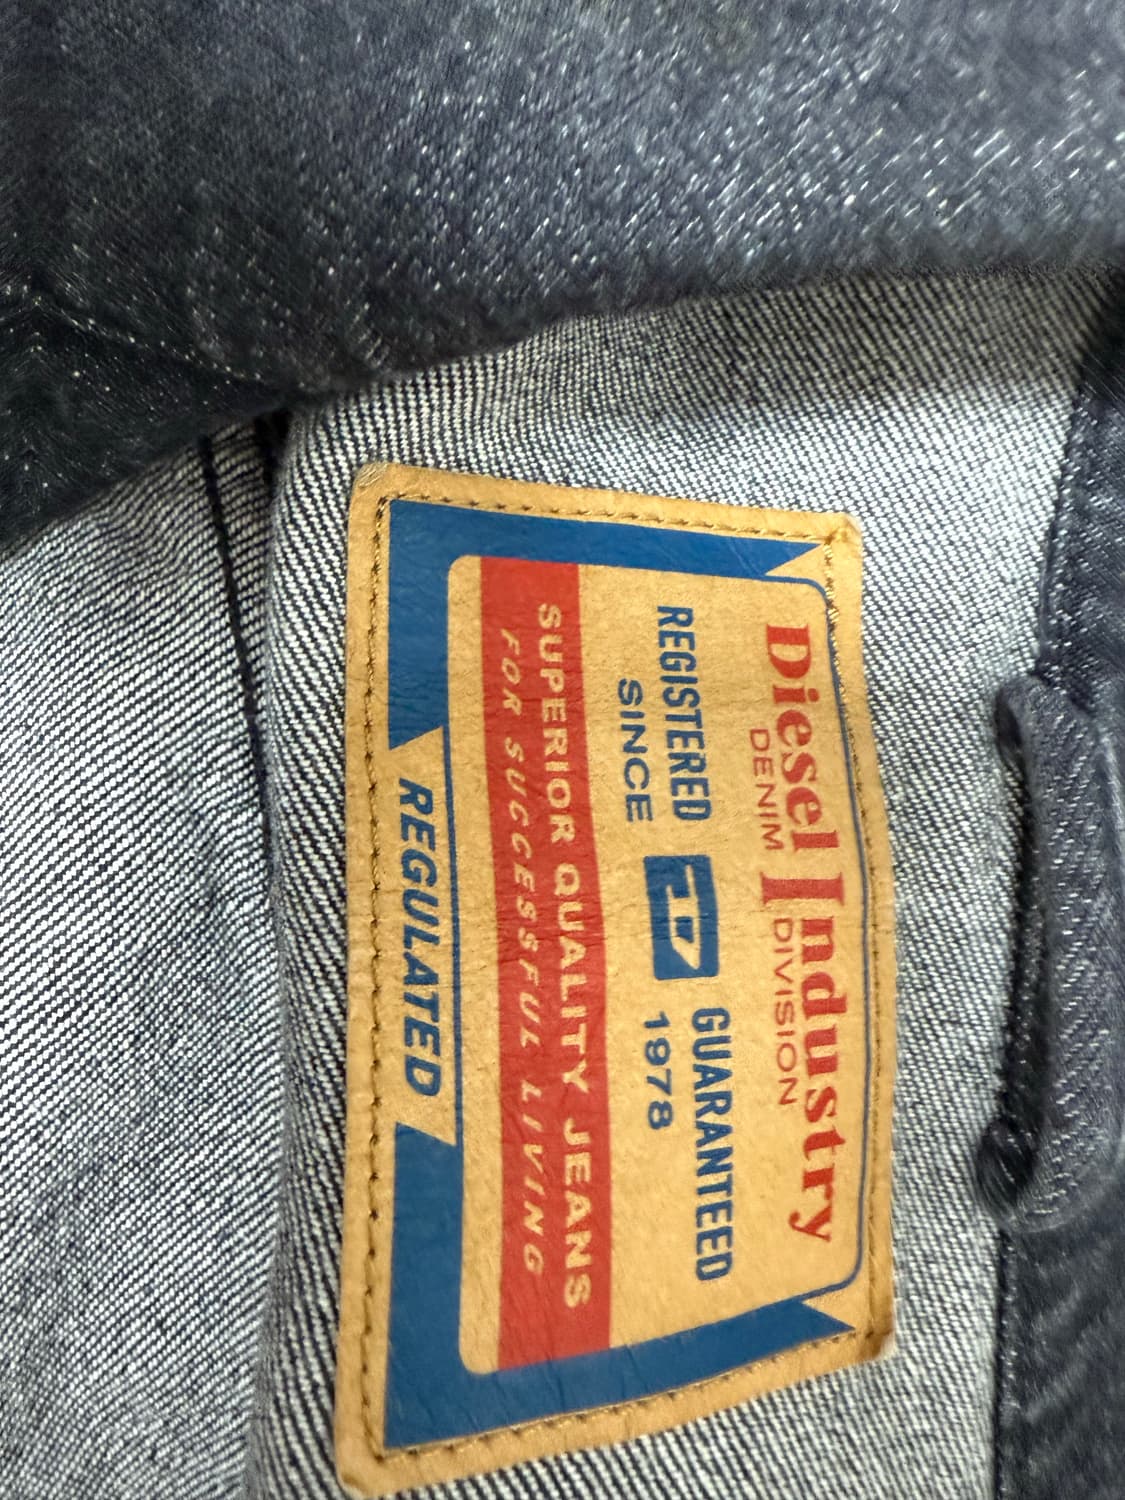 Diesel Industry
DENIM DIVISION
REGISTERED D GUARANTEED
SINCE 1978
SUPERIOR QUALITY JEANS
FOR SUCCESSFUL LIVING
REGULATED